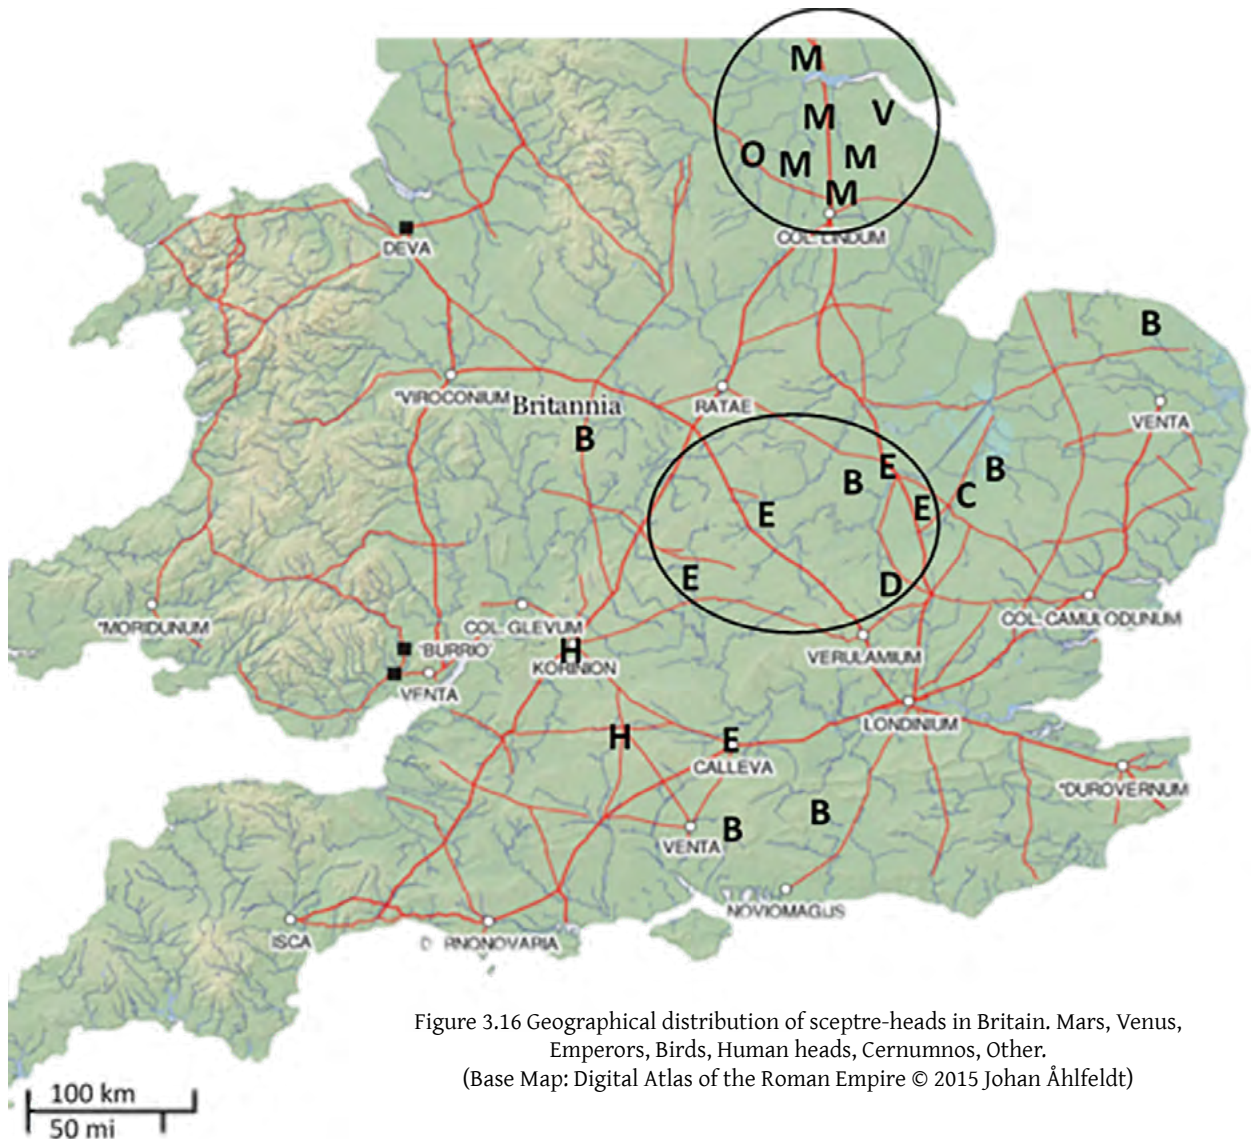 M
M
V
O
M
M
M
COL. LINDUM
DEVA
B
*VIROCONIUM
Britannia
RATAE
VENTA
B
B
E
B
C
E
E
E
D
*MORIDUNUM
COL. GLEVUM
COL. CAMULODUNUM
'BURRIO'
H
KORINION
VERULAMIUM
VENTA
LONDINIUM
H
E
CALLEVA
*DUROVERNUM
B
B
VENTA
NOVIOMAGUS
ISCA
D RNONOVARIA
Figure 3.16 Geographical distribution of sceptre-heads in Britain. Mars, Venus,
Emperors, Birds, Human heads, Cernumnos, Other.
(Base Map: Digital Atlas of the Roman Empire © 2015 Johan Åhlfeldt)
100 km
50 mi